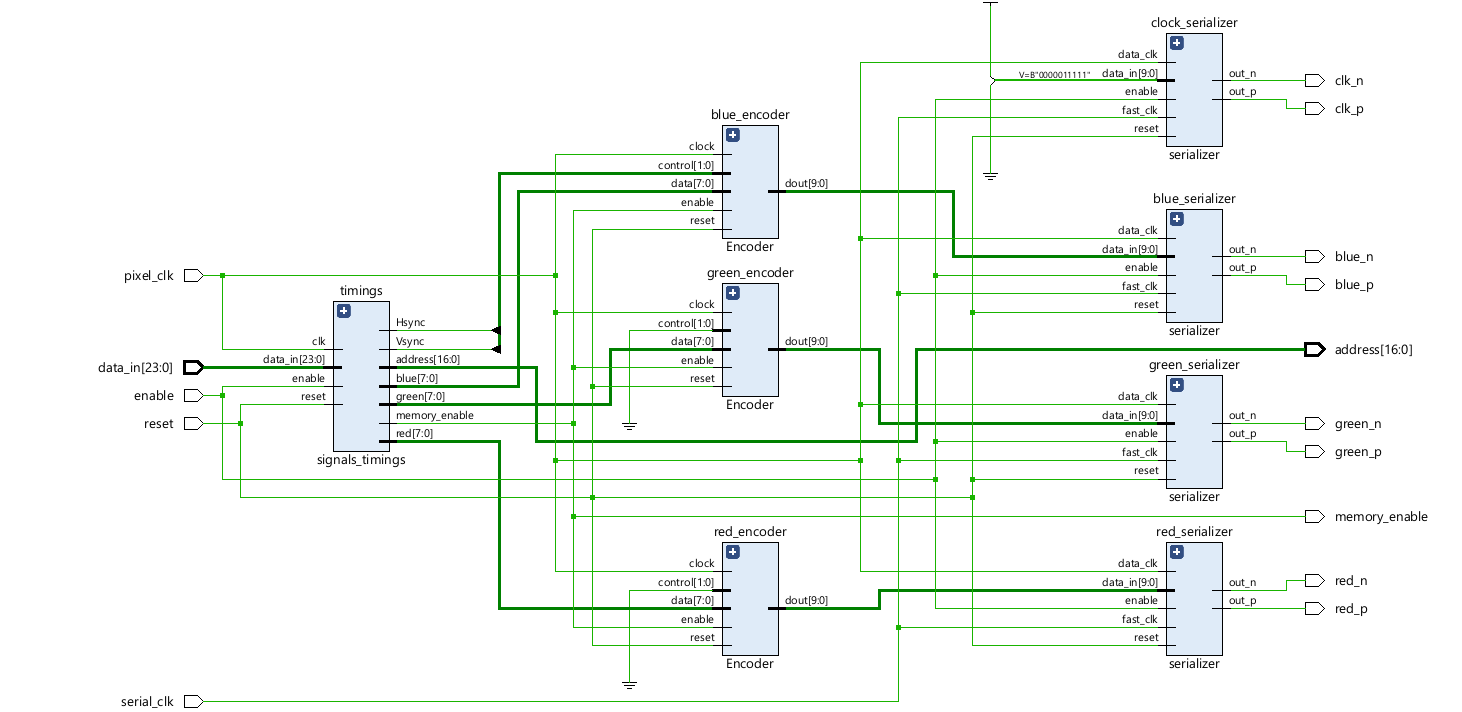 pixel_clk
data_in[23:0]
enable
reset
serial_clk
timings
clk
data_in[23:0]
enable
reset
Hsync
Vsync
address[16:0]
blue[7:0]
green[7:0]
memory_enable
red[7:0]
signals_timings
blue_encoder
clock
control[1:0]
data[7:0]
enable
reset
dout[9:0]
Encoder
green_encoder
clock
control[1:0]
data[7:0]
enable
reset
dout[9:0]
Encoder
red_encoder
clock
control[1:0]
data[7:0]
enable
reset
dout[9:0]
Encoder
clock_serializer
data_clk
V=B"0000011111" data_in[9:0]
enable
fast_clk
reset
out_n
out_p
serializer
blue_serializer
data_clk
data_in[9:0]
enable
fast_clk
reset
out_n
out_p
serializer
green_serializer
data_clk
data_in[9:0]
enable
fast_clk
reset
out_n
out_p
serializer
red_serializer
data_clk
data_in[9:0]
enable
fast_clk
reset
out_n
out_p
serializer
clk_n
clk_p
blue_n
blue_p
address[16:0]
green_n
green_p
memory_enable
red_n
red_p